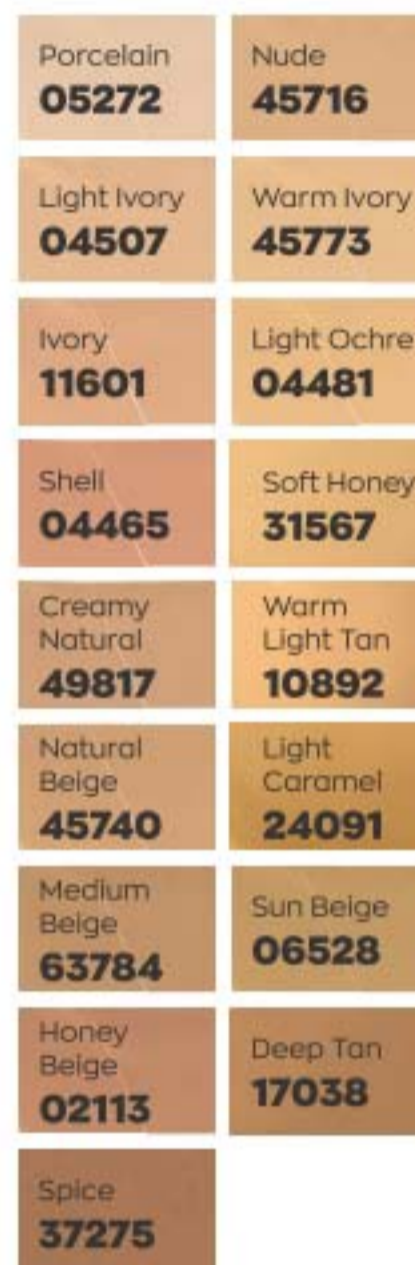 Porcelain
05272
Nude
45716
Light Ivory
04507
Warm Ivory
45773
Ivory
11601
Light Ochre
04481
Shell
04465
Soft Honey
31567
Creamy
Natural
49817
Warm
Light Tan
10892
Natural
Beige
45740
Light
Caramel
24091
Medium
Beige
63784
Sun Beige
06528
Honey
Beige
02113
Deep Tan
17038
Spice
37275